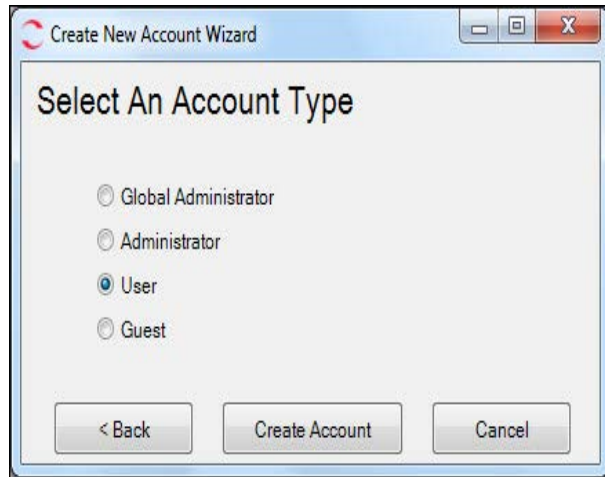 Create New Account Wizard
Select An Account Type
Global Administrator
Administrator
User
Guest
< Back Create Account Cancel